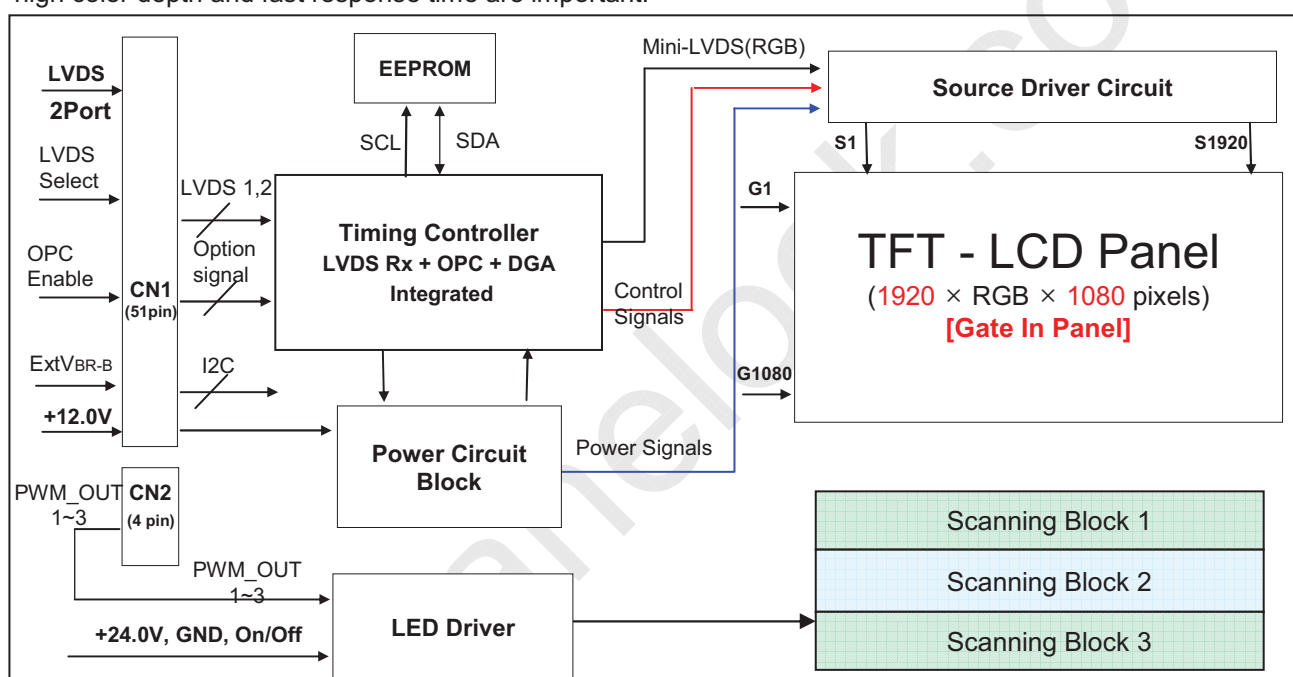 high color depth and fast response time are important.
LVDS
2Port
LVDS
Select
OPC
Enable
ExtVBR-B
+12.0V
CN1
(51pin)
LVDS 1,2
Option
signal
I2C
EEPROM
SCL
SDA
Timing Controller
LVDS Rx + OPC + DGA
Integrated
Mini-LVDS(RGB)
Control
Signals
Source Driver Circuit
S1
S1920
G1
G1080
TFT - LCD Panel
(1920 × RGB × 1080 pixels)
[Gate In Panel]
Power Circuit
Block
Power Signals
PWM_OUT
1~3
CN2
(4 pin)
PWM_OUT
1~3
+24.0V, GND, On/Off
LED Driver
Scanning Block 1
Scanning Block 2
Scanning Block 3